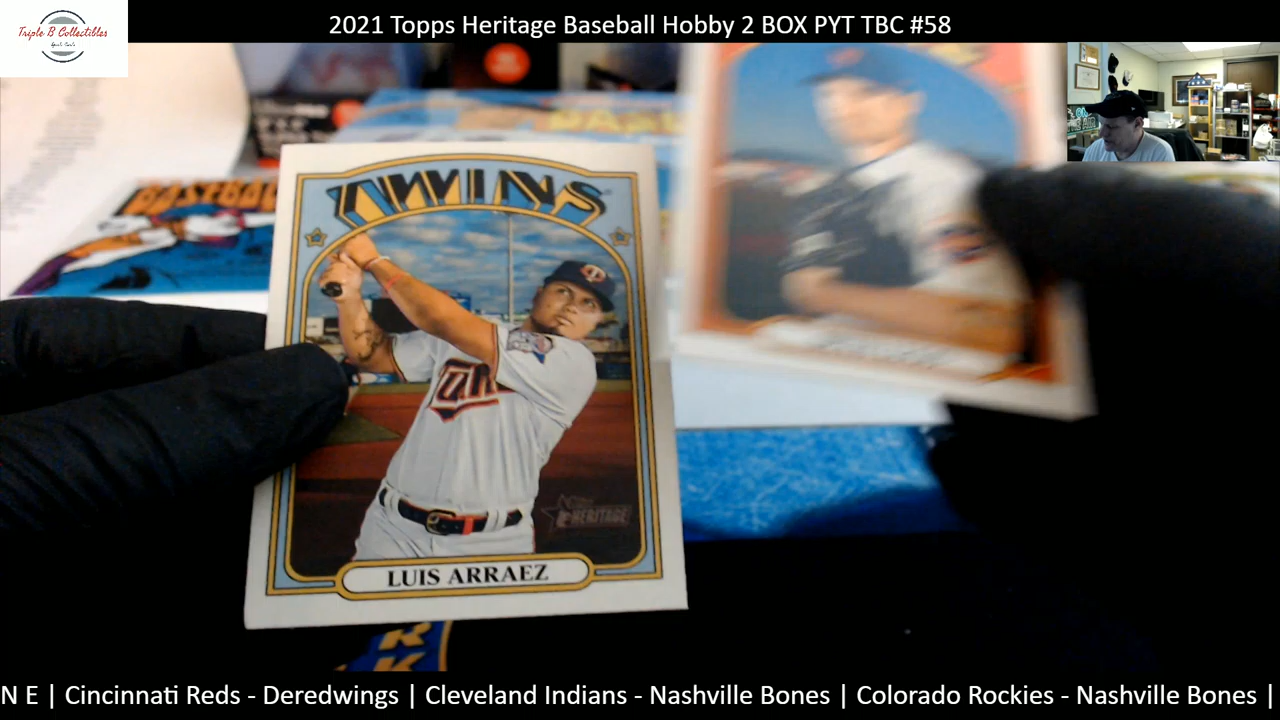 2021 Topps Heritage Baseball Hobby 2 BOX PYT TBC #58
Triple B Collectibles
BASEBALL
TWINS
Topps
HERITAGE
LUIS ARRAEZ
N E | Cincinnati Reds - Deredwings | Cleveland Indians - Nashville Bones | Colorado Rockies - Nashville Bones |